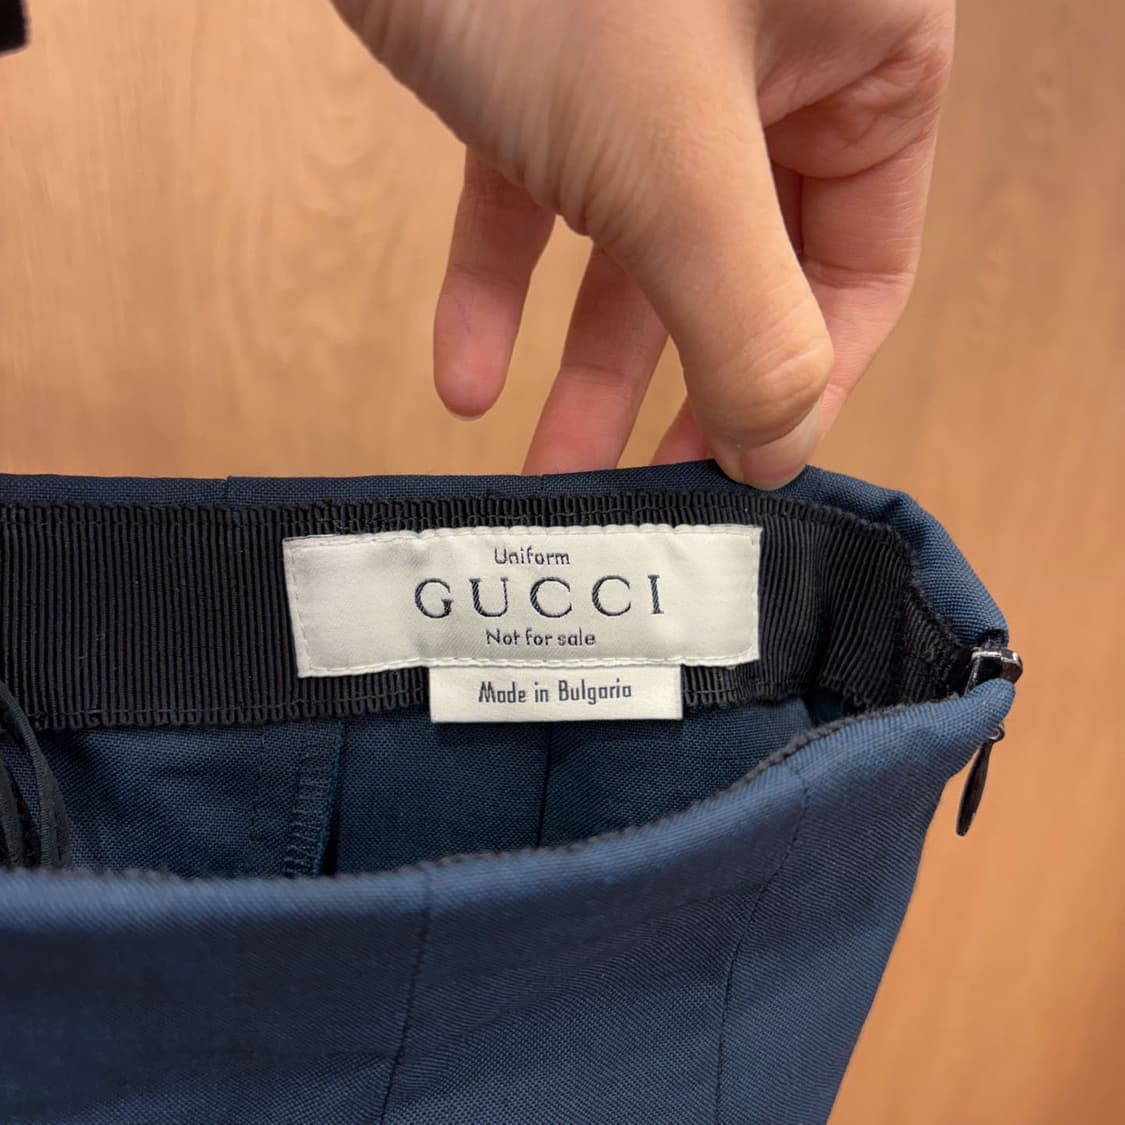 Uniform
GUCCI
Not for sale
Made in Bulgaria